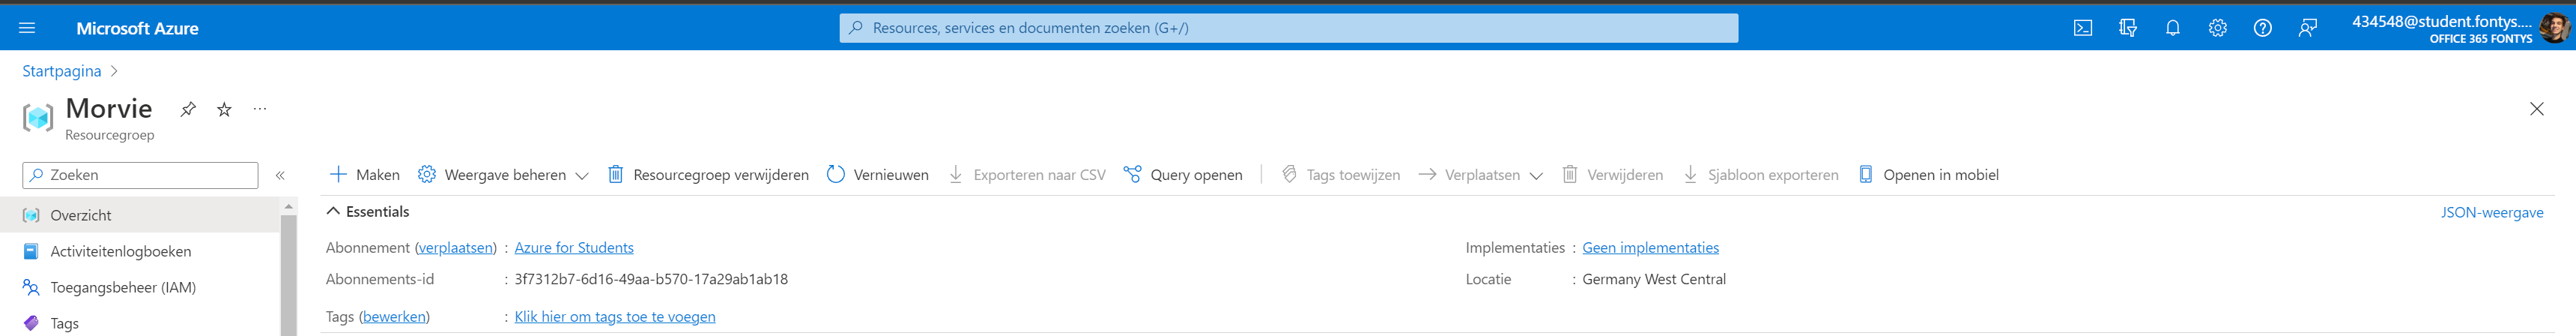 Microsoft Azure
Resources, services en documenten zoeken (G+/)
434548@student.fontys....
OFFICE 365 FONTYS
Startpagina
Morvie
Resourcegroep
Zoeken
Maken Weergave beheren Resourcegroep verwijderen Vernieuwen Exporteren naar CSV Query openen Tags toewijzen Verplaatsen Verwijderen Sjabloon exporteren Openen in mobiel
Overzicht
Activiteitenlogboeken
Toegangsbeheer (IAM)
Tags
Essentials
JSON-weergave
Abonnement (verplaatsen) : Azure for Students
Implementaties : Geen implementaties
Abonnements-id : 3f7312b7-6d16-49aa-b570-17a29ab1ab18
Locatie : Germany West Central
Tags (bewerken) : Klik hier om tags toe te voegen